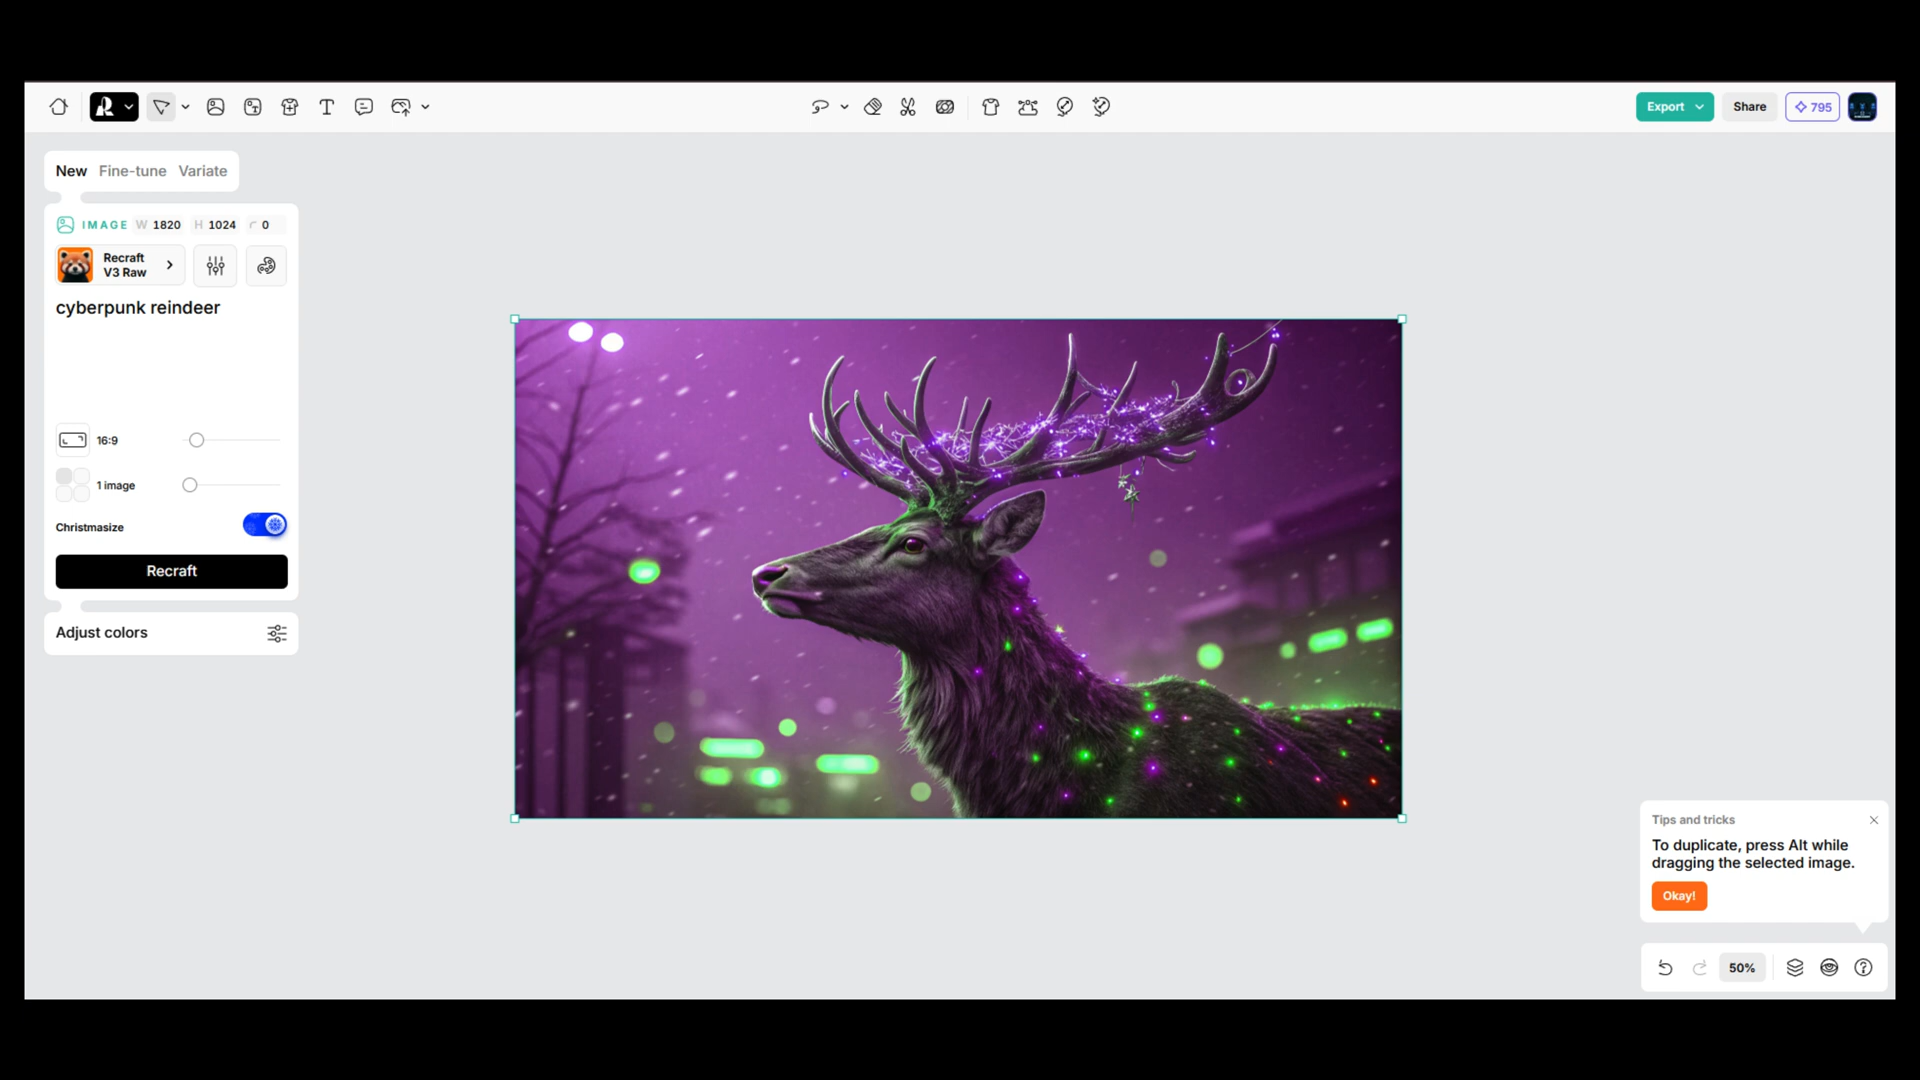 Export
Share
795
New Fine-tune Variate
IMAGE W 1820 H 1024 0
Recraft
V3 Raw
cyberpunk reindeer
16:9
1 image
Christmasize
Recraft
Adjust colors
Tips and tricks
To duplicate, press Alt while
dragging the selected image.
Okay!
50%